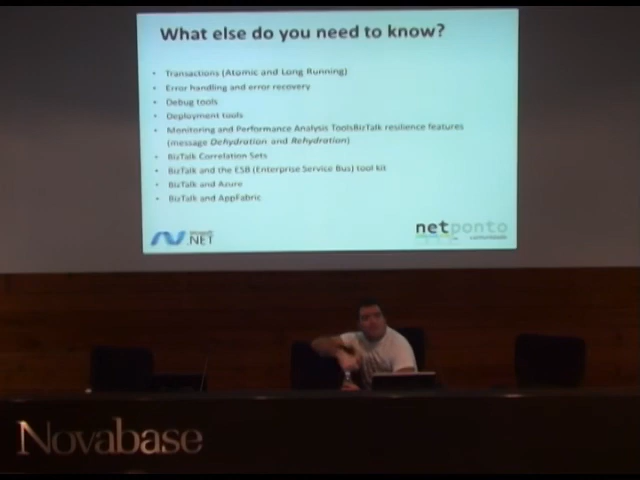 What else do you need to know?
• Transactions (Atomic and Long Running)
• Error handling and error recovery
• Debug tools
• Deployment tools
• Monitoring and Performance Analysis ToolsBizTalk resilience features
(message Dehydration and Rehydration)
• BizTalk Correlation Sets
• BizTalk and the ESB (Enterprise Service Bus) tool kit
• BizTalk and Azure
• BizTalk and AppFabric
Microsoft
.NET
netponto
Novabase